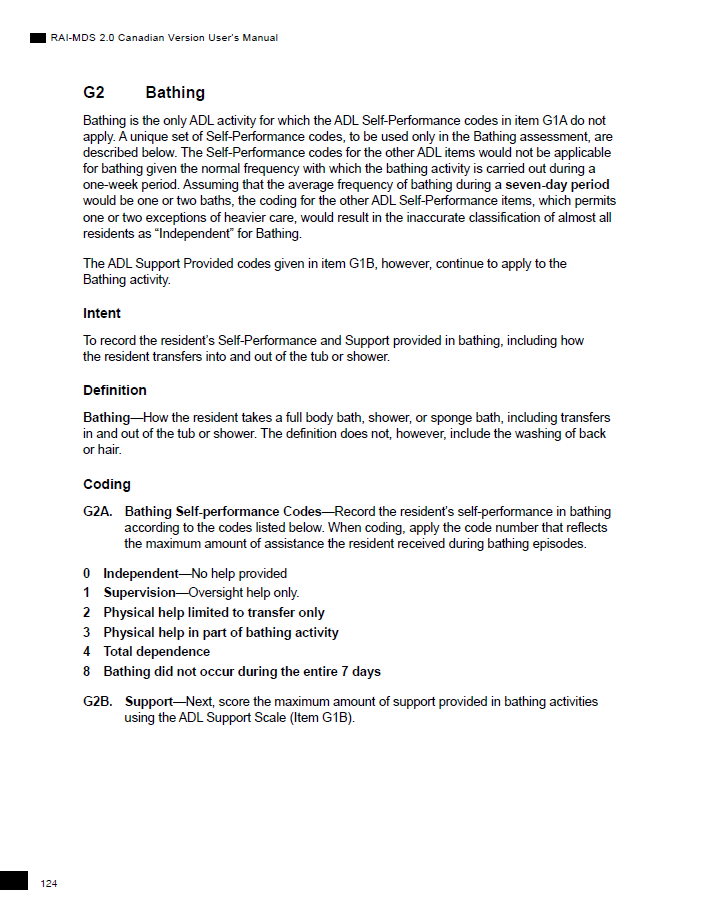 RAI-MDS 2.0 Canadian Version User's Manual
G2 Bathing
Bathing is the only ADL activity for which the ADL Self-Performance codes in item G1A do not
apply. A unique set of Self-Performance codes, to be used only in the Bathing assessment, are
described below. The Self-Performance codes for the other ADL items would not be applicable
for bathing given the normal frequency with which the bathing activity is carried out during a
one-week period. Assuming that the average frequency of bathing during a seven-day period
would be one or two baths, the coding for the other ADL Self-Performance items, which permits
one or two exceptions of heavier care, would result in the inaccurate classification of almost all
residents as “Independent” for Bathing.
The ADL Support Provided codes given in item G1B, however, continue to apply to the
Bathing activity.
Intent
To record the resident’s Self-Performance and Support provided in bathing, including how
the resident transfers into and out of the tub or shower.
Definition
Bathing—How the resident takes a full body bath, shower, or sponge bath, including transfers
in and out of the tub or shower. The definition does not, however, include the washing of back
or hair.
Coding
G2A. Bathing Self-performance Codes—Record the resident’s self-performance in bathing
according to the codes listed below. When coding, apply the code number that reflects
the maximum amount of assistance the resident received during bathing episodes.
0 Independent—No help provided
1 Supervision—Oversight help only.
2 Physical help limited to transfer only
3 Physical help in part of bathing activity
4 Total dependence
8 Bathing did not occur during the entire 7 days
G2B. Support—Next, score the maximum amount of support provided in bathing activities
using the ADL Support Scale (Item G1B).
124